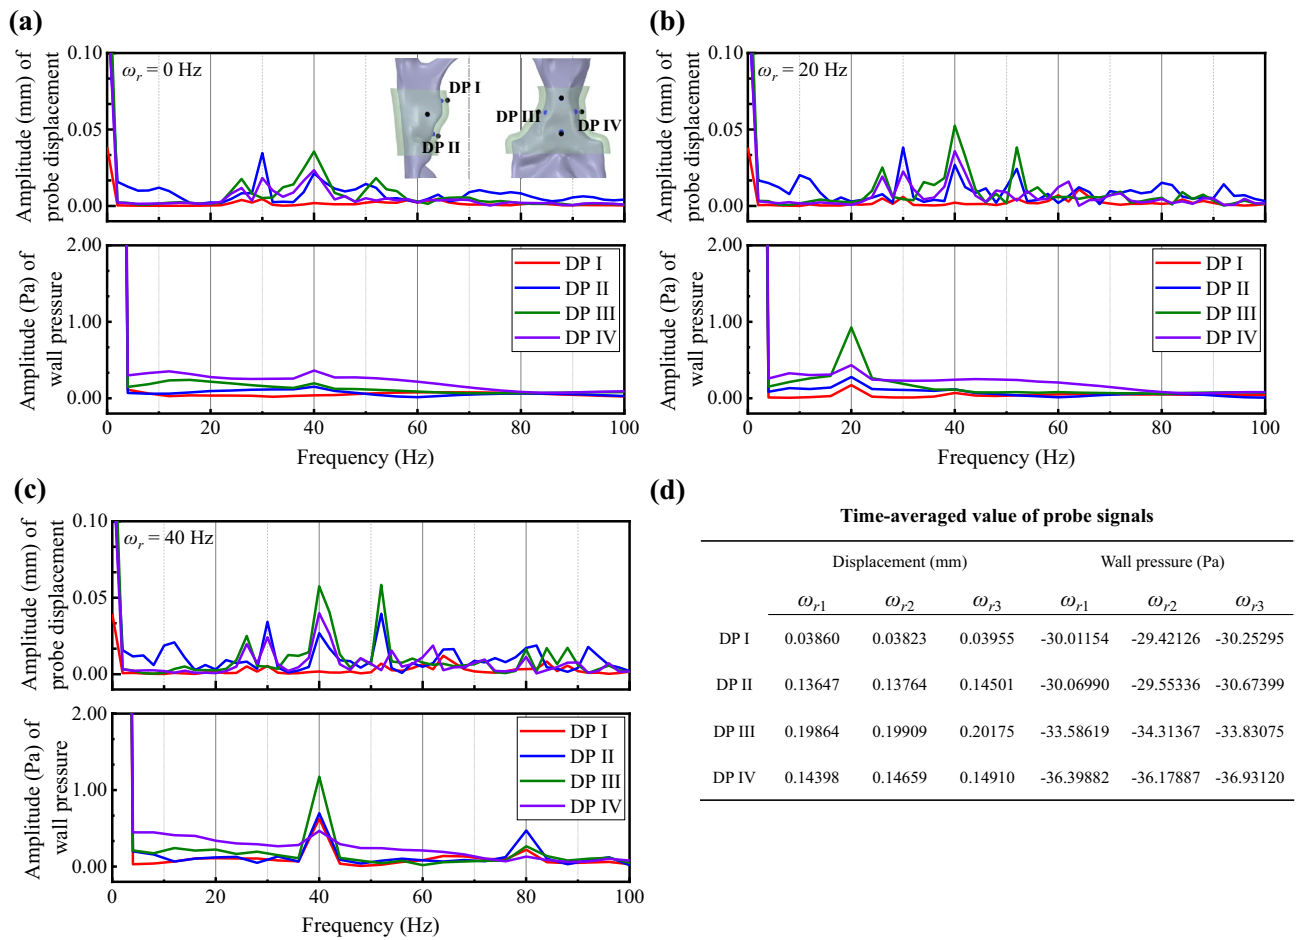 (a)
Amplitude (mm) of
probe displacement
0.10
0.05
0.00
ωr = 0 Hz
DP I
DP II
DP III
DP IV
Amplitude (Pa) of
wall pressure
2.00
1.00
0.00
DP I
DP II
DP III
DP IV
0 20 40 60 80 100
Frequency (Hz)
(b)
Amplitude (mm) of
probe displacement
0.10
0.05
0.00
ωr = 20 Hz
Amplitude (Pa) of
wall pressure
2.00
1.00
0.00
DP I
DP II
DP III
DP IV
0 20 40 60 80 100
Frequency (Hz)
(c)
Amplitude (mm) of
probe displacement
0.10
0.05
0.00
ωr = 40 Hz
Amplitude (Pa) of
wall pressure
2.00
1.00
0.00
DP I
DP II
DP III
DP IV
0 20 40 60 80 100
Frequency (Hz)
(d)
Time-averaged value of probe signals
Displacement (mm) Wall pressure (Pa)
ωr1 ωr2 ωr3 ωr1 ωr2 ωr3
DP I 0.03860 0.03823 0.03955 -30.01154 -29.42126 -30.25295
DP II 0.13647 0.13764 0.14501 -30.06990 -29.55336 -30.67399
DP III 0.19864 0.19909 0.20175 -33.58619 -34.31367 -33.83075
DP IV 0.14398 0.14659 0.14910 -36.39882 -36.17887 -36.93120